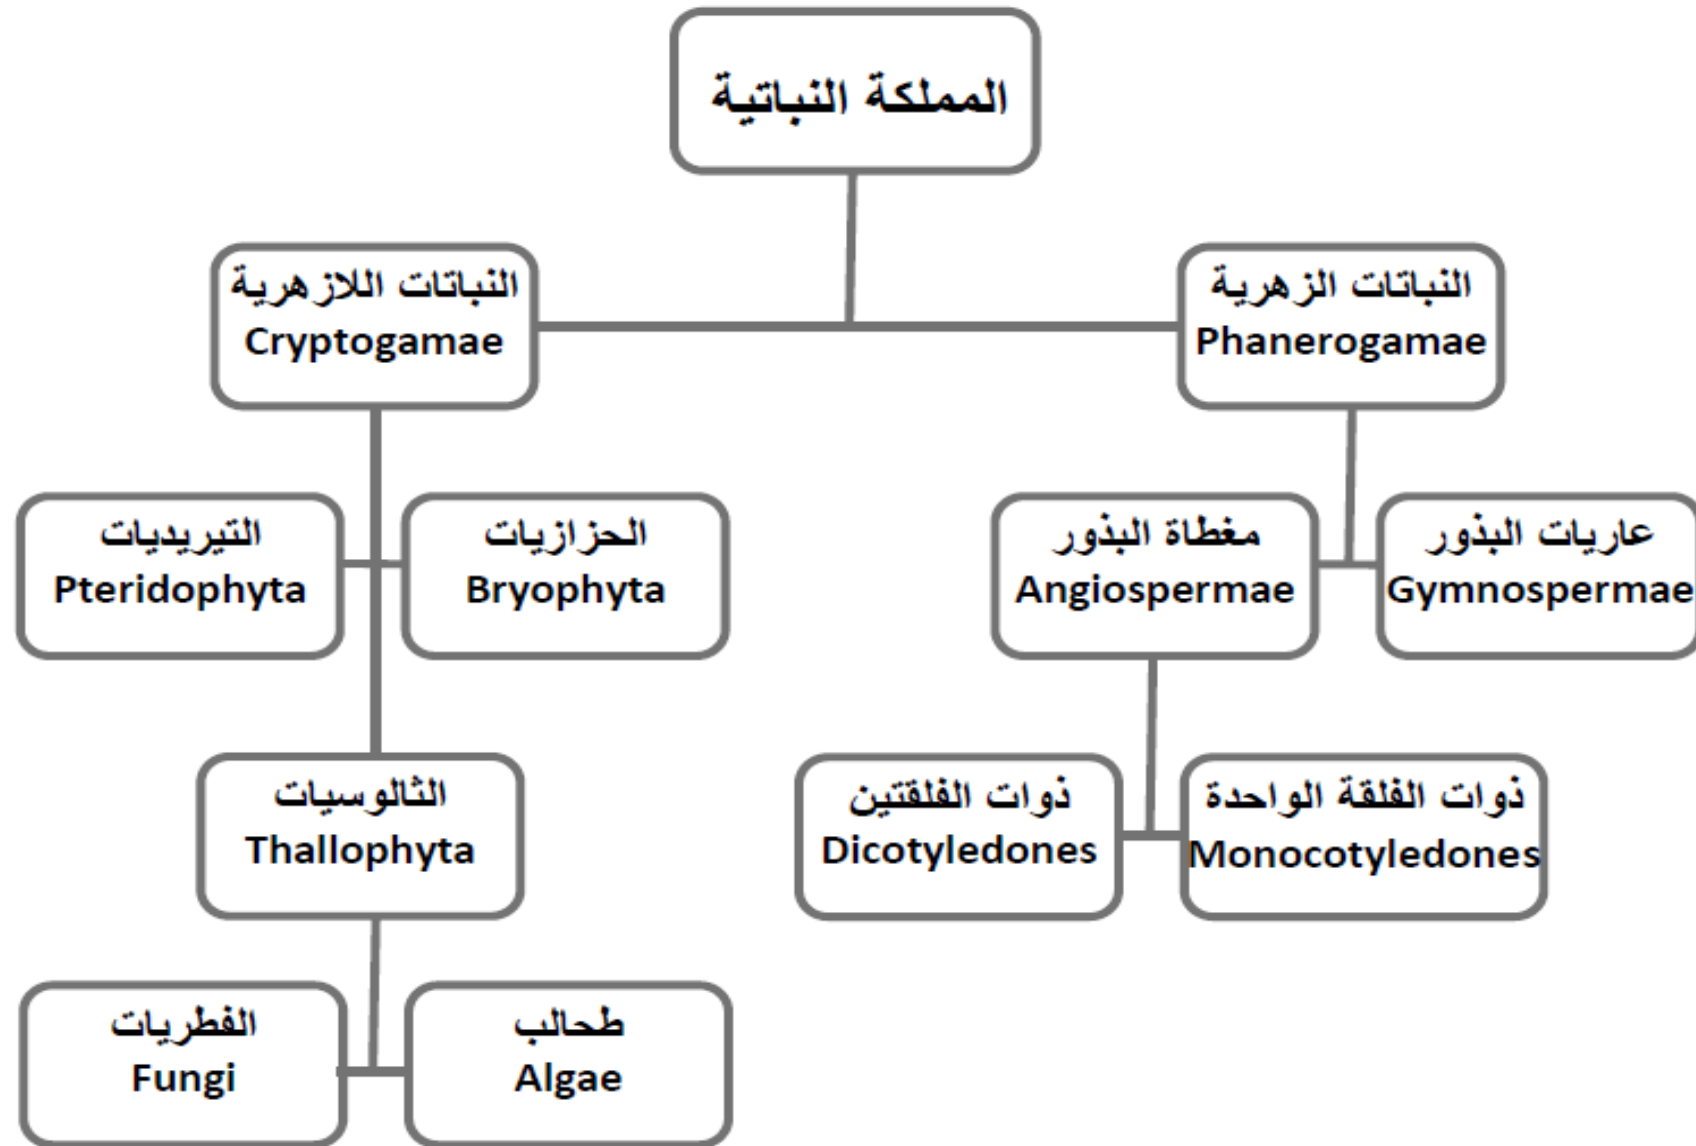 المملكة النباتية
النباتات الزهرية
Phanerogamae
النباتات اللازهرية
Cryptogamae
عاريات البذور
Gymnospermae
مغطاة البذور
Angiospermae
الحزازيات
Bryophyta
التيريديات
Pteridophyta
ذوات الفلقة الواحدة
Monocotyledones
ذوات الفلقتين
Dicotyledones
الثالوسيات
Thallophyta
طحالب
Algae
الفطريات
Fungi